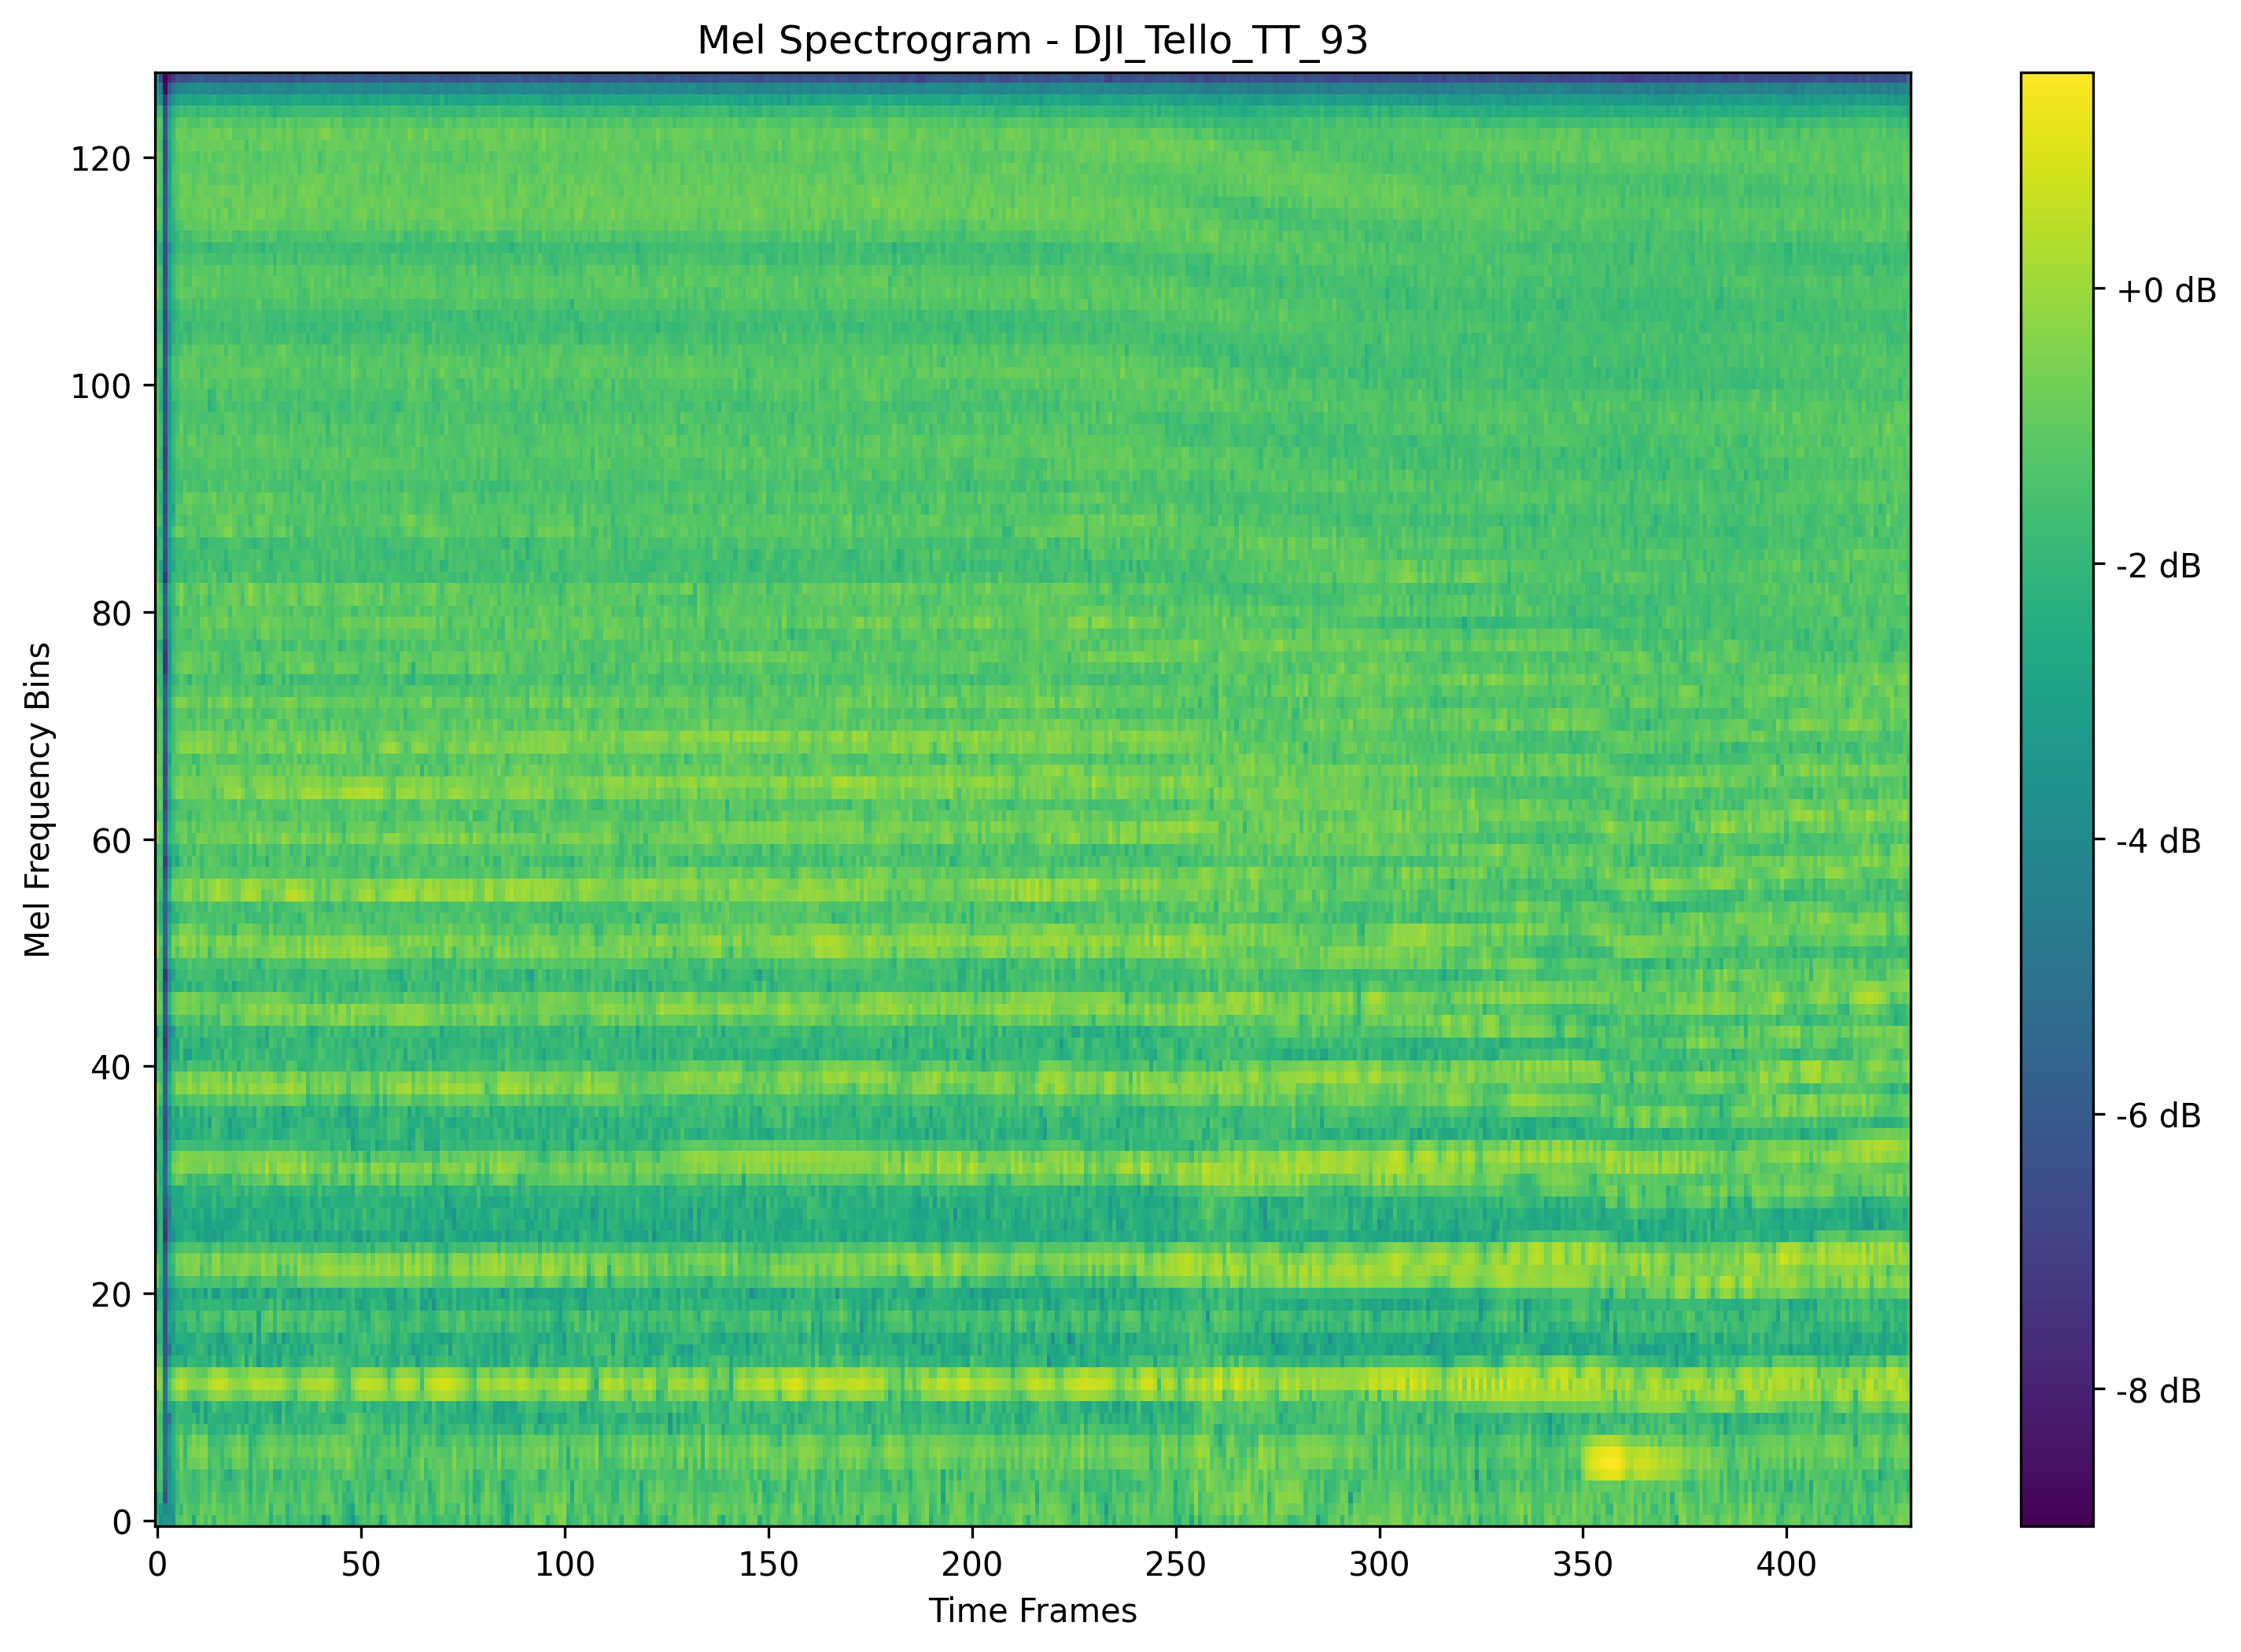 Mel Spectrogram - DJI_Tello_TT_93
120
100
80
60
40
20
0
Mel Frequency Bins
0 50 100 150 200 250 300 350 400
Time Frames
+0 dB
-2 dB
-4 dB
-6 dB
-8 dB